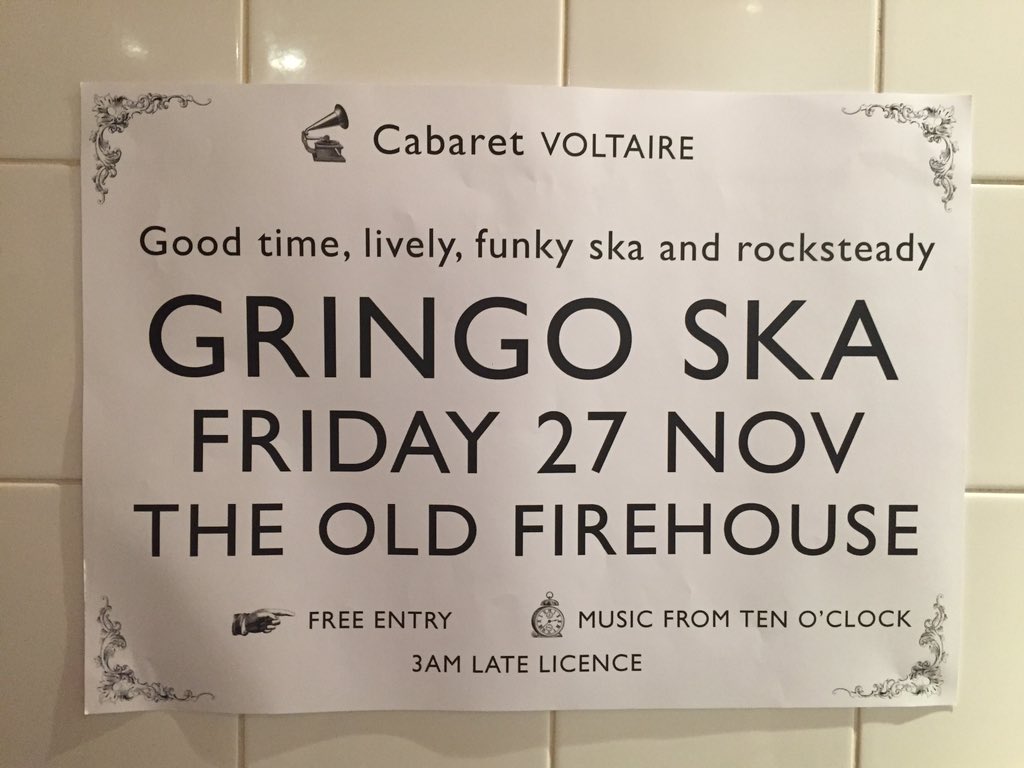 Cabaret VOLTAIRE
Good time, lively, funky ska and rocksteady
GRINGO SKA
FRIDAY 27 NOV
THE OLD FIREHOUSE
FREE ENTRY MUSIC FROM TEN O'CLOCK
3AM LATE LICENCE